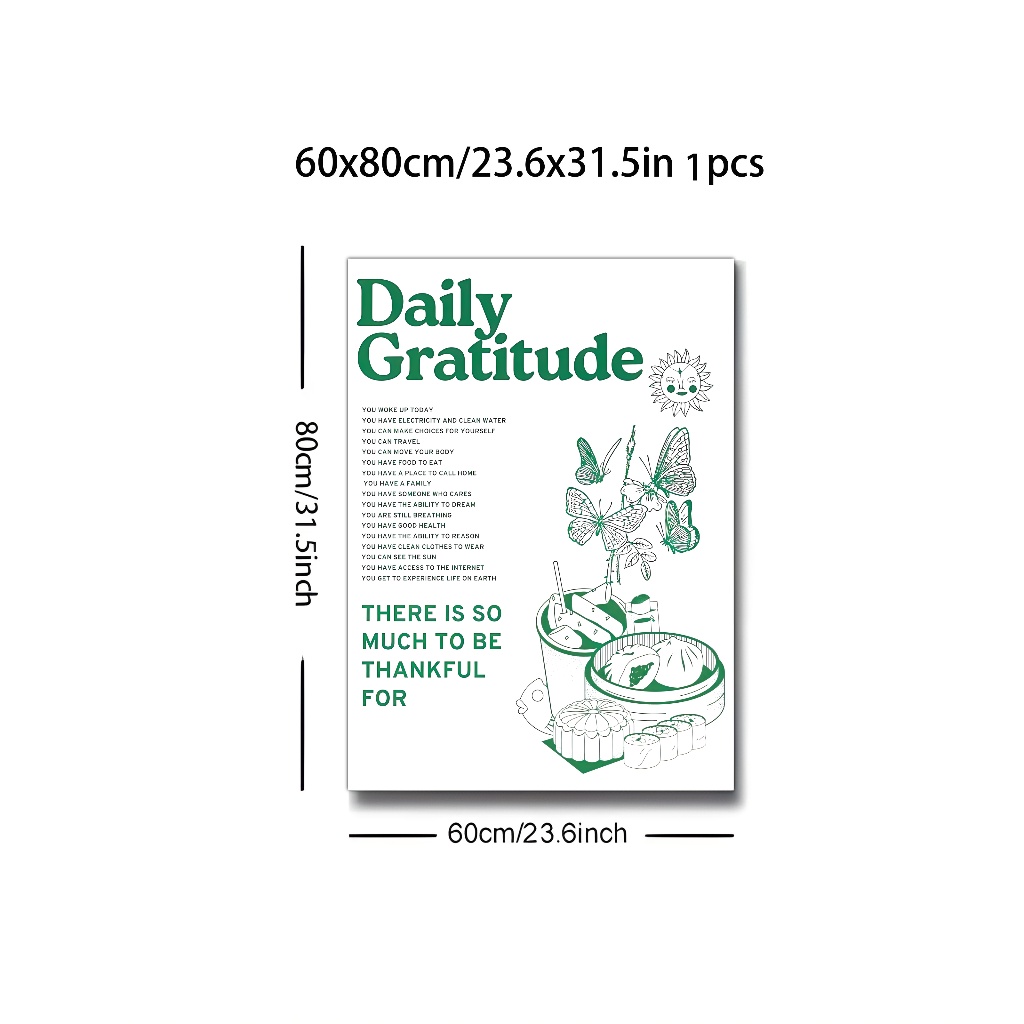 60x80cm/23.6x31.5in 1pcs
Daily
Gratitude
YOU WOKE UP TODAY
YOU HAVE ELECTRICITY AND CLEAN WATER
YOU CAN MAKE CHOICES FOR YOURSELF
YOU CAN TRAVEL
YOU CAN MOVE YOUR BODY
YOU HAVE FOOD TO EAT
YOU HAVE A PLACE TO CALL HOME
YOU HAVE A FAMILY
YOU HAVE SOMEONE WHO CARES
YOU HAVE THE ABILITY TO DREAM
YOU ARE STILL BREATHING
YOU HAVE GOOD HEALTH
YOU HAVE THE ABILITY TO REASON
YOU HAVE CLEAN CLOTHES TO WEAR
YOU CAN SEE THE SUN
YOU HAVE ACCESS TO THE INTERNET
YOU GET TO EXPERIENCE LIFE ON EARTH
THERE IS SO
MUCH TO BE
THANKFUL
FOR
80cm/31.5inch
60cm/23.6inch